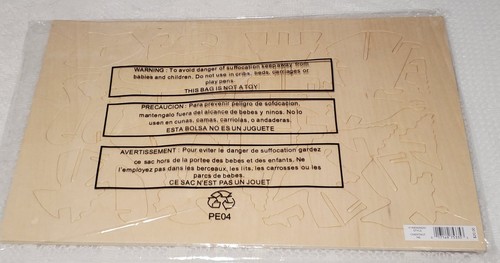 WARNING: To avoid danger of suffocation keep away from
babies and children. Do not use in cribs, beds, carriages or
play pens.
THIS BAG IS NOT A TOY
PRECAUCION: Para prevenir peligro de sofocacion,
mantengalo fuera del alcance de bebes y ninos. No lo
use en cunas, camas, carriolas, o andaderas.
ESTA BOLSA NO ES UN JUGUETE
AVERTISSEMENT: Pour eviter le danger de suffocation gardez
ce sac hors de la portee des bebes et des enfants. Ne
l'employez pas dans les berceaux, les lits, les carrosses ou les
parcs de bebes.
CE SAC N'EST PAS UN JOUET
PE04